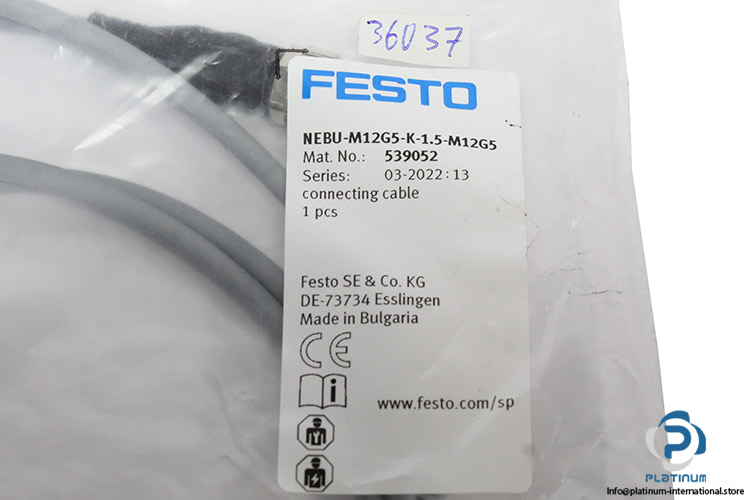 36037
FESTO
NEBU-M12G5-K-1.5-M12G5
Mat. No.: 539052
Series: 03-2022:13
connecting cable
1 pcs
Festo SE & Co. KG
DE-73734 Esslingen
Made in Bulgaria
CE
www.festo.com/sp
PLATINUM
Info@platinum-international.store